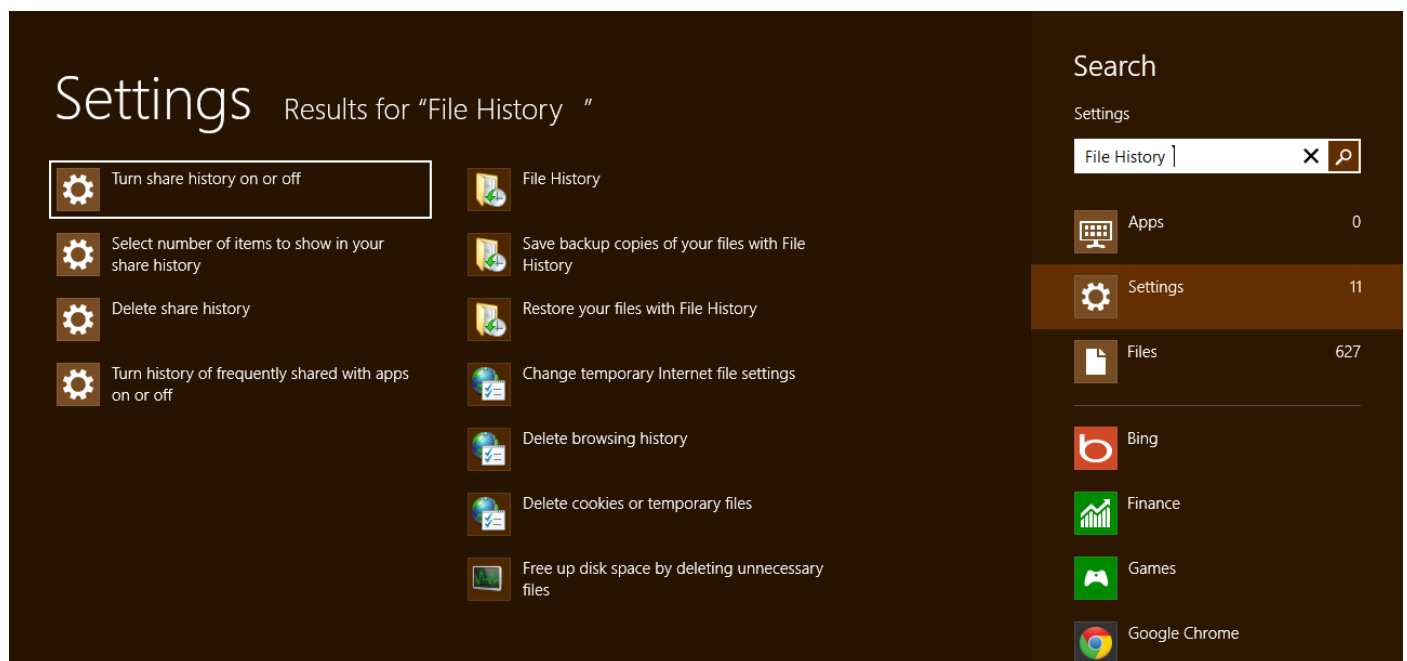 Settings Results for “File History “
Turn share history on or off
Select number of items to show in your
share history
Delete share history
Turn history of frequently shared with apps
on or off
File History
Save backup copies of your files with File
History
Restore your files with File History
Change temporary Internet file settings
Delete browsing history
Delete cookies or temporary files
Free up disk space by deleting unnecessary
files
Search
Settings
File History
Apps 0
Settings 11
Files 627
Bing
Finance
Games
Google Chrome